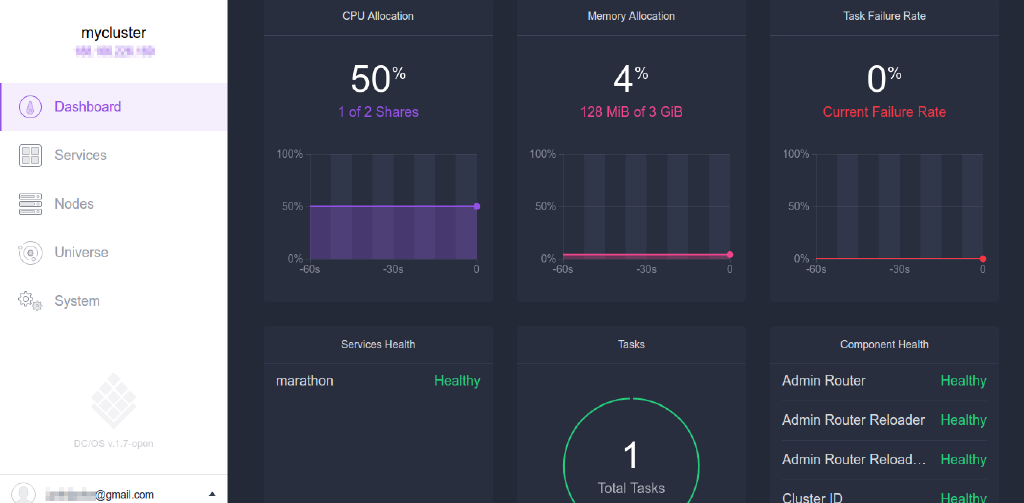 mycluster
Dashboard
Services
Nodes
Universe
System
DC/OS v.1.7-open
@gmail.com
CPU Allocation
50%
1 of 2 Shares
100%
50%
0%
-60s
-30s
0
Memory Allocation
4%
128 MiB of 3 GiB
100%
50%
0%
-60s
-30s
0
Task Failure Rate
0%
Current Failure Rate
100%
50%
0%
-60s
-30s
0
Services Health
marathon Healthy
Tasks
1
Total Tasks
Component Health
Admin Router Healthy
Admin Router Reloader Healthy
Admin Router Reload... Healthy
Cluster ID Healthy